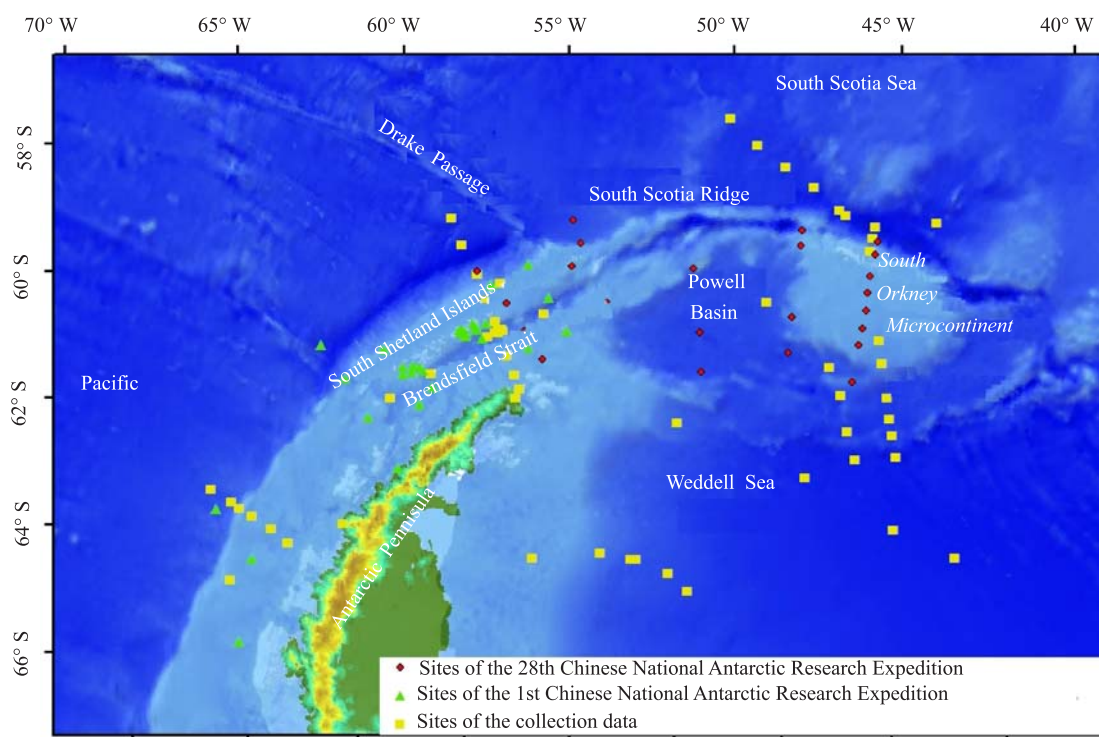 70° W 65° W 60° W 55° W 50° W 45° W 40° W
58° S
60° S
62° S
64° S
66° S
South Scotia Sea
Drake Passage
South Scotia Ridge
South
Orkney
Microcontinent
Powell
Basin
South Shetland Islands
Brendsfield Strait
Pacific
Weddell Sea
Antarctic Pennisula
Sites of the 28th Chinese National Antarctic Research Expedition
Sites of the 1st Chinese National Antarctic Research Expedition
Sites of the collection data